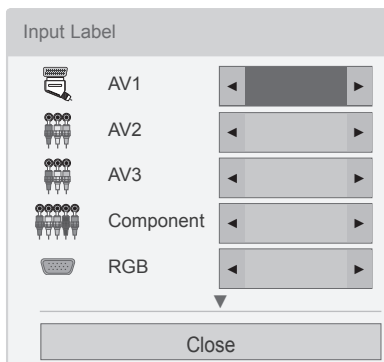 Input Label
AV1
AV2
AV3
Component
RGB
Close